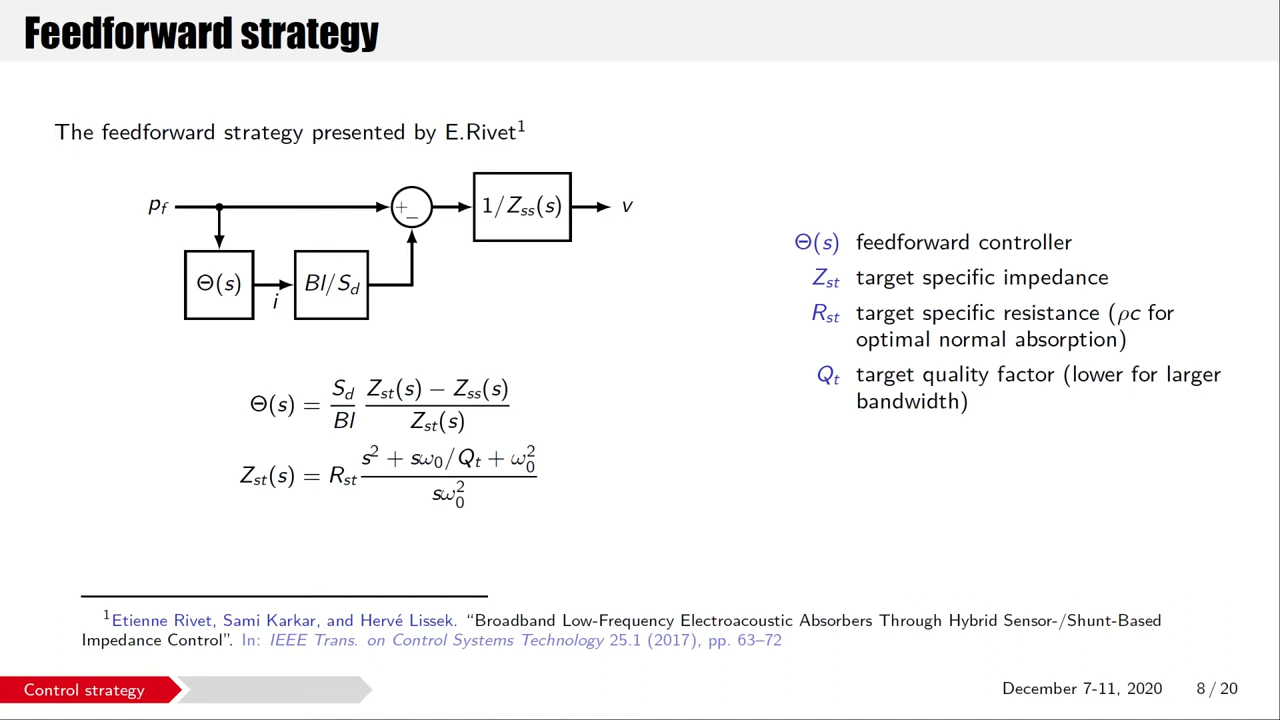 Feedforward strategy
The feedforward strategy presented by E.Rivet¹
p_f
+
−
1/Z_ss(s)
v
Θ(s)
i
Bl/S_d
Θ(s) = S_d/Bl (Z_st(s) − Z_ss(s))/Z_st(s)
Z_st(s) = R_st (s² + sω₀/Q_t + ω₀²)/(sω₀²)
Θ(s) feedforward controller
Z_st target specific impedance
R_st target specific resistance (ρc for
optimal normal absorption)
Q_t target quality factor (lower for larger
bandwidth)
¹Etienne Rivet, Sami Karkar, and Hervé Lissek. “Broadband Low-Frequency Electroacoustic Absorbers Through Hybrid Sensor-/Shunt-Based
Impedance Control”. In: IEEE Trans. on Control Systems Technology 25.1 (2017), pp. 63–72
Control strategy
December 7-11, 2020
8 / 20